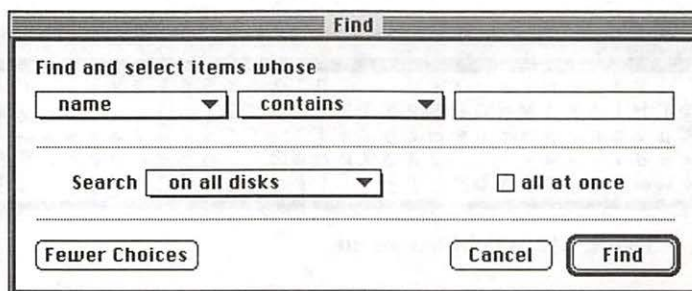 Find
Find and select items whose
name contains
Search on all disks all at once
Fewer Choices Cancel Find